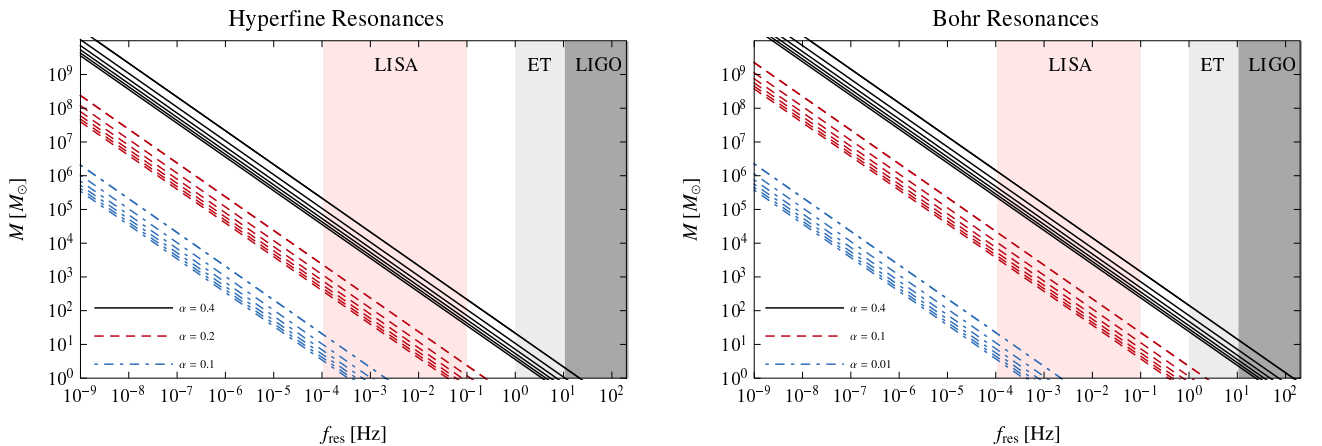 Hyperfine Resonances
LISA
ET
LIGO
10⁹
10⁸
10⁷
10⁶
10⁵
10⁴
10³
10²
10¹
10⁰
M [M⊙]
α = 0.4
α = 0.2
α = 0.1
10⁻⁹ 10⁻⁸ 10⁻⁷ 10⁻⁶ 10⁻⁵ 10⁻⁴ 10⁻³ 10⁻² 10⁻¹ 10⁰ 10¹ 10²
f_res [Hz]
Bohr Resonances
LISA
ET
LIGO
10⁹
10⁸
10⁷
10⁶
10⁵
10⁴
10³
10²
10¹
10⁰
M [M⊙]
α = 0.4
α = 0.1
α = 0.01
10⁻⁹ 10⁻⁸ 10⁻⁷ 10⁻⁶ 10⁻⁵ 10⁻⁴ 10⁻³ 10⁻² 10⁻¹ 10⁰ 10¹ 10²
f_res [Hz]